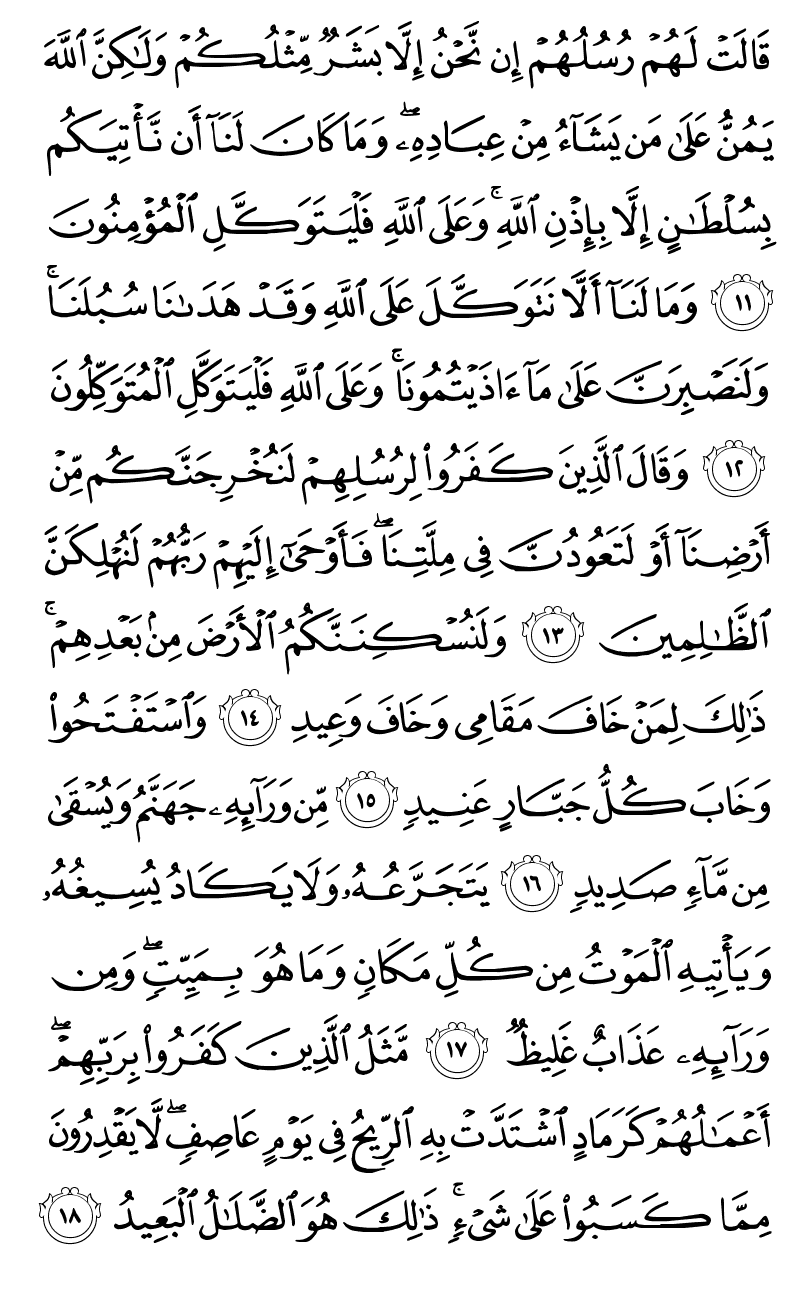 قَالَتۡ لَهُمۡ رُسُلُهُمۡ إِن نَّحۡنُ إِلَّا بَشَرٞ مِّثۡلُكُمۡ وَلَٰكِنَّ ٱللَّهَ
يَمُنُّ عَلَىٰ مَن يَشَآءُ مِنۡ عِبَادِهِۦۖ وَمَا كَانَ لَنَآ أَن نَّأۡتِيَكُم
بِسُلۡطَٰنٍ إِلَّا بِإِذۡنِ ٱللَّهِۚ وَعَلَى ٱللَّهِ فَلۡيَتَوَكَّلِ ٱلۡمُؤۡمِنُونَ
١١ وَمَا لَنَآ أَلَّا نَتَوَكَّلَ عَلَى ٱللَّهِ وَقَدۡ هَدَىٰنَا سُبُلَنَاۚ
وَلَنَصۡبِرَنَّ عَلَىٰ مَآ ءَاذَيۡتُمُونَاۚ وَعَلَى ٱللَّهِ فَلۡيَتَوَكَّلِ ٱلۡمُتَوَكِّلُونَ
١٢ وَقَالَ ٱلَّذِينَ كَفَرُواْ لِرُسُلِهِمۡ لَنُخۡرِجَنَّكُم مِّنۡ
أَرۡضِنَآ أَوۡ لَتَعُودُنَّ فِي مِلَّتِنَاۖ فَأَوۡحَىٰٓ إِلَيۡهِمۡ رَبُّهُمۡ لَنُهۡلِكَنَّ
ٱلظَّٰلِمِينَ ١٣ وَلَنُسۡكِنَنَّكُمُ ٱلۡأَرۡضَ مِنۢ بَعۡدِهِمۡۚ
ذَٰلِكَ لِمَنۡ خَافَ مَقَامِي وَخَافَ وَعِيدِ ١٤ وَٱسۡتَفۡتَحُواْ
وَخَابَ كُلُّ جَبَّارٍ عَنِيدٖ ١٥ مِّن وَرَآئِهِۦ جَهَنَّمُ وَيُسۡقَىٰ
مِن مَّآءٖ صَدِيدٖ ١٦ يَتَجَرَّعُهُۥ وَلَا يَكَادُ يُسِيغُهُۥ
وَيَأۡتِيهِ ٱلۡمَوۡتُ مِن كُلِّ مَكَانٖ وَمَا هُوَ بِمَيِّتٖۖ وَمِن
وَرَآئِهِۦ عَذَابٌ غَلِيظٞ ١٧ مَّثَلُ ٱلَّذِينَ كَفَرُواْ بِرَبِّهِمۡۖ
أَعۡمَٰلُهُمۡ كَرَمَادٍ ٱشۡتَدَّتۡ بِهِ ٱلرِّيحُ فِي يَوۡمٍ عَاصِفٖۖ لَّا يَقۡدِرُونَ
مِمَّا كَسَبُواْ عَلَىٰ شَيۡءٖۚ ذَٰلِكَ هُوَ ٱلضَّلَٰلُ ٱلۡبَعِيدُ ١٨